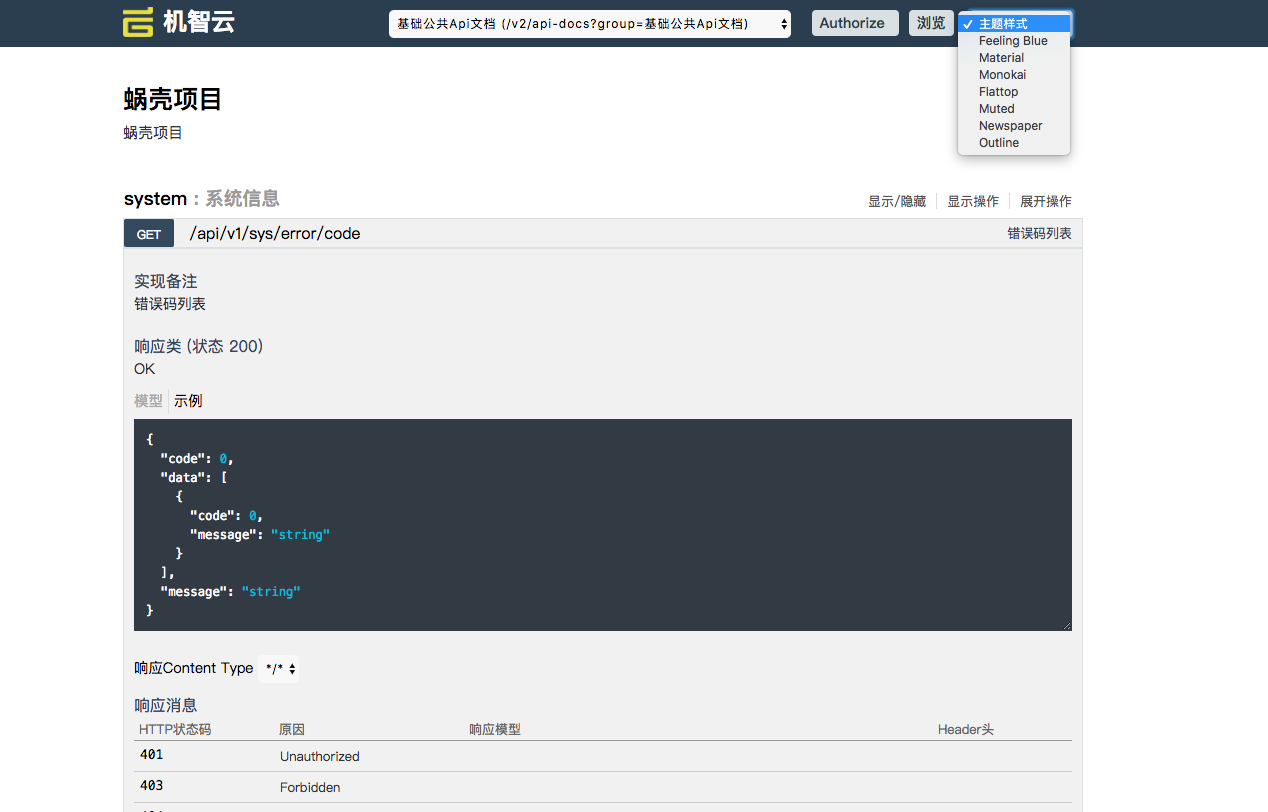 机智云
基础公共Api文档 (/v2/api-docs?group=基础公共Api文档)
Authorize
浏览
✓ 主题样式
Feeling Blue
Material
Monokai
Flattop
Muted
Newspaper
Outline
蜗壳项目
蜗壳项目
system : 系统信息
显示/隐藏
显示操作
展开操作
GET /api/v1/sys/error/code
错误码列表
实现备注
错误码列表
响应类 (状态 200)
OK
模型 示例
{
"code": 0,
"data": [
{
"code": 0,
"message": "string"
}
],
"message": "string"
}
响应Content Type */*
响应消息
HTTP状态码 原因 响应模型 Header头
401 Unauthorized
403 Forbidden